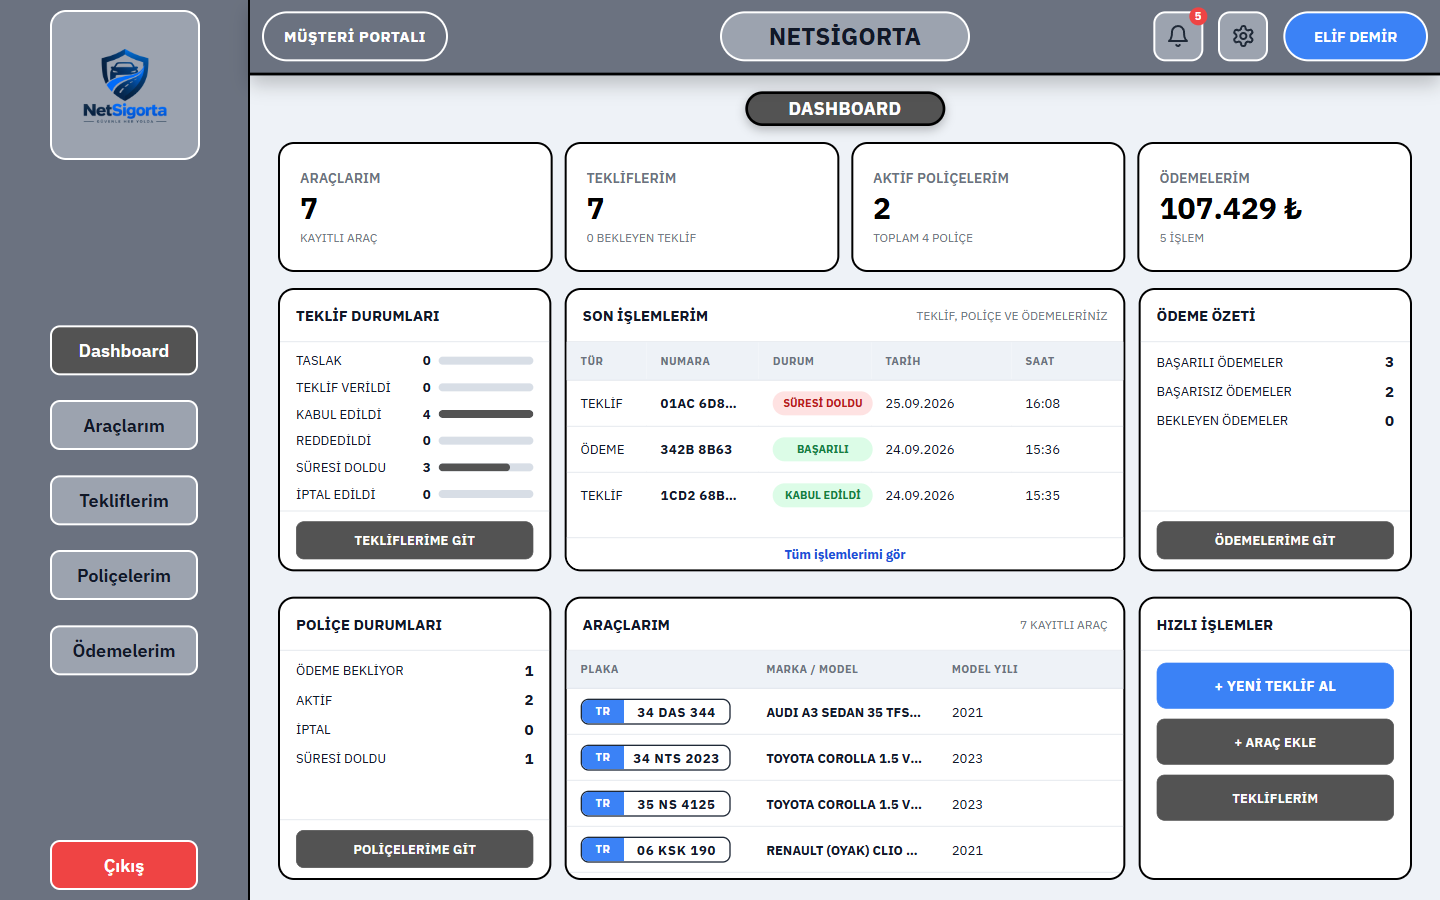 NetSigorta
GÜVENLE HER YOLDA
MÜŞTERİ PORTALI
NETSİGORTA
5
ELİF DEMİR
Dashboard
Araçlarım
Tekliflerim
Poliçelerim
Ödemelerim
Çıkış
DASHBOARD
ARAÇLARIM
7
KAYITLI ARAÇ
TEKLİFLERİM
7
0 BEKLEYEN TEKLİF
AKTİF POLİÇELERİM
2
TOPLAM 4 POLİÇE
ÖDEMELERİM
107.429 ₺
5 İŞLEM
TEKLİF DURUMLARI
TASLAK 0
TEKLİF VERİLDİ 0
KABUL EDİLDİ 4
REDDEDİLDİ 0
SÜRESİ DOLDU 3
İPTAL EDİLDİ 0
TEKLİFLERİME GİT
SON İŞLEMLERİM TEKLİF, POLİÇE VE ÖDEMELERİNİZ
TÜR NUMARA DURUM TARİH SAAT
TEKLİF 01AC 6D8... SÜRESİ DOLDU 25.09.2026 16:08
ÖDEME 342B 8B63 BAŞARILI 24.09.2026 15:36
TEKLİF 1CD2 68B... KABUL EDİLDİ 24.09.2026 15:35
Tüm işlemlerimi gör
ÖDEME ÖZETİ
BAŞARILI ÖDEMELER 3
BAŞARISIZ ÖDEMELER 2
BEKLEYEN ÖDEMELER 0
ÖDEMELERİME GİT
POLİÇE DURUMLARI
ÖDEME BEKLİYOR 1
AKTİF 2
İPTAL 0
SÜRESİ DOLDU 1
POLİÇELERİME GİT
ARAÇLARIM 7 KAYITLI ARAÇ
PLAKA MARKA / MODEL MODEL YILI
TR 34 DAS 344 AUDI A3 SEDAN 35 TFS... 2021
TR 34 NTS 2023 TOYOTA COROLLA 1.5 V... 2023
TR 35 NS 4125 TOYOTA COROLLA 1.5 V... 2023
TR 06 KSK 190 RENAULT (OYAK) CLIO ... 2021
HIZLI İŞLEMLER
+ YENİ TEKLİF AL
+ ARAÇ EKLE
TEKLİFLERİM